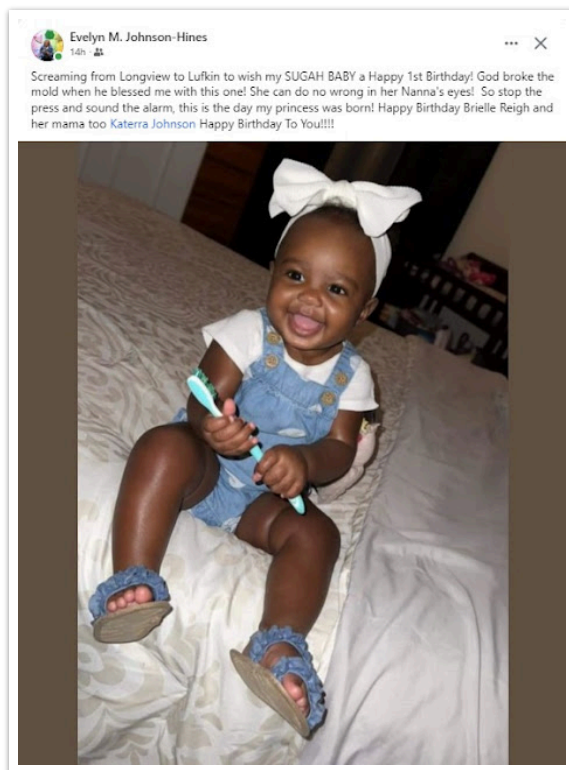 Evelyn M. Johnson-Hines
14h ·
Screaming from Longview to Lufkin to wish my SUGAH BABY a Happy 1st Birthday! God broke the
mold when he blessed me with this one! She can do no wrong in her Nanna's eyes! So stop the
press and sound the alarm, this is the day my princess was born! Happy Birthday Brielle Reigh and
her mama too Katerra Johnson Happy Birthday To You!!!!